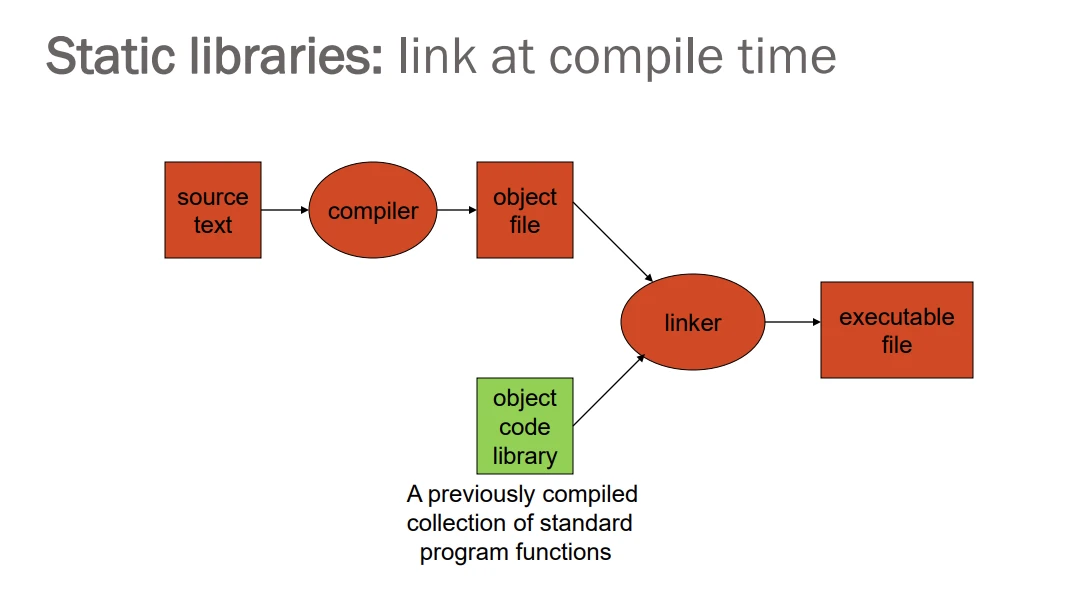 Static libraries: link at compile time
source
text
compiler
object
file
linker
executable
file
object
code
library
A previously compiled
collection of standard
program functions